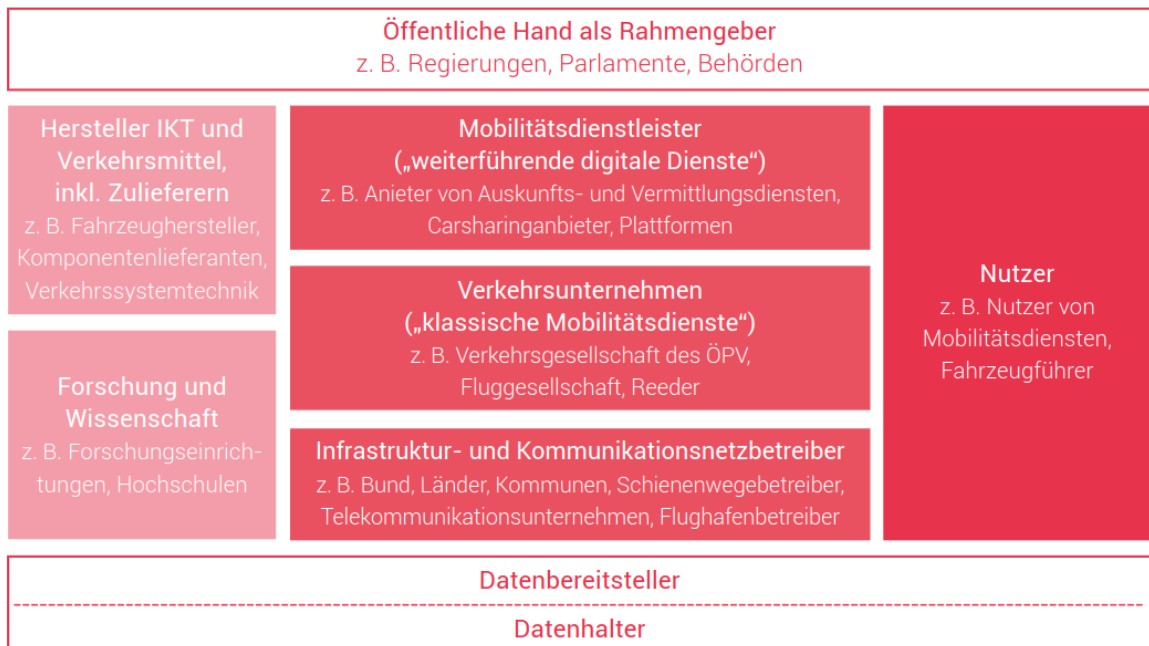 Öffentliche Hand als Rahmengeber
z. B. Regierungen, Parlamente, Behörden
Hersteller IKT und
Verkehrsmittel,
inkl. Zulieferern
z. B. Fahrzeughersteller,
Komponentenlieferanten,
Verkehrssystemtechnik
Forschung und
Wissenschaft
z. B. Forschungseinrich-
tungen, Hochschulen
Mobilitätsdienstleister
(„weiterführende digitale Dienste“)
z. B. Anieter von Auskunfts- und Vermittlungsdiensten,
Carsharinganbieter, Plattformen
Verkehrsunternehmen
(„klassische Mobilitätsdienste“)
z. B. Verkehrsgesellschaft des ÖPV,
Fluggesellschaft, Reeder
Infrastruktur- und Kommunikationsnetzbetreiber
z. B. Bund, Länder, Kommunen, Schienenwegebetreiber,
Telekommunikationsunternehmen, Flughafenbetreiber
Nutzer
z. B. Nutzer von
Mobilitätsdiensten,
Fahrzeugführer
Datenbereitsteller
Datenhalter